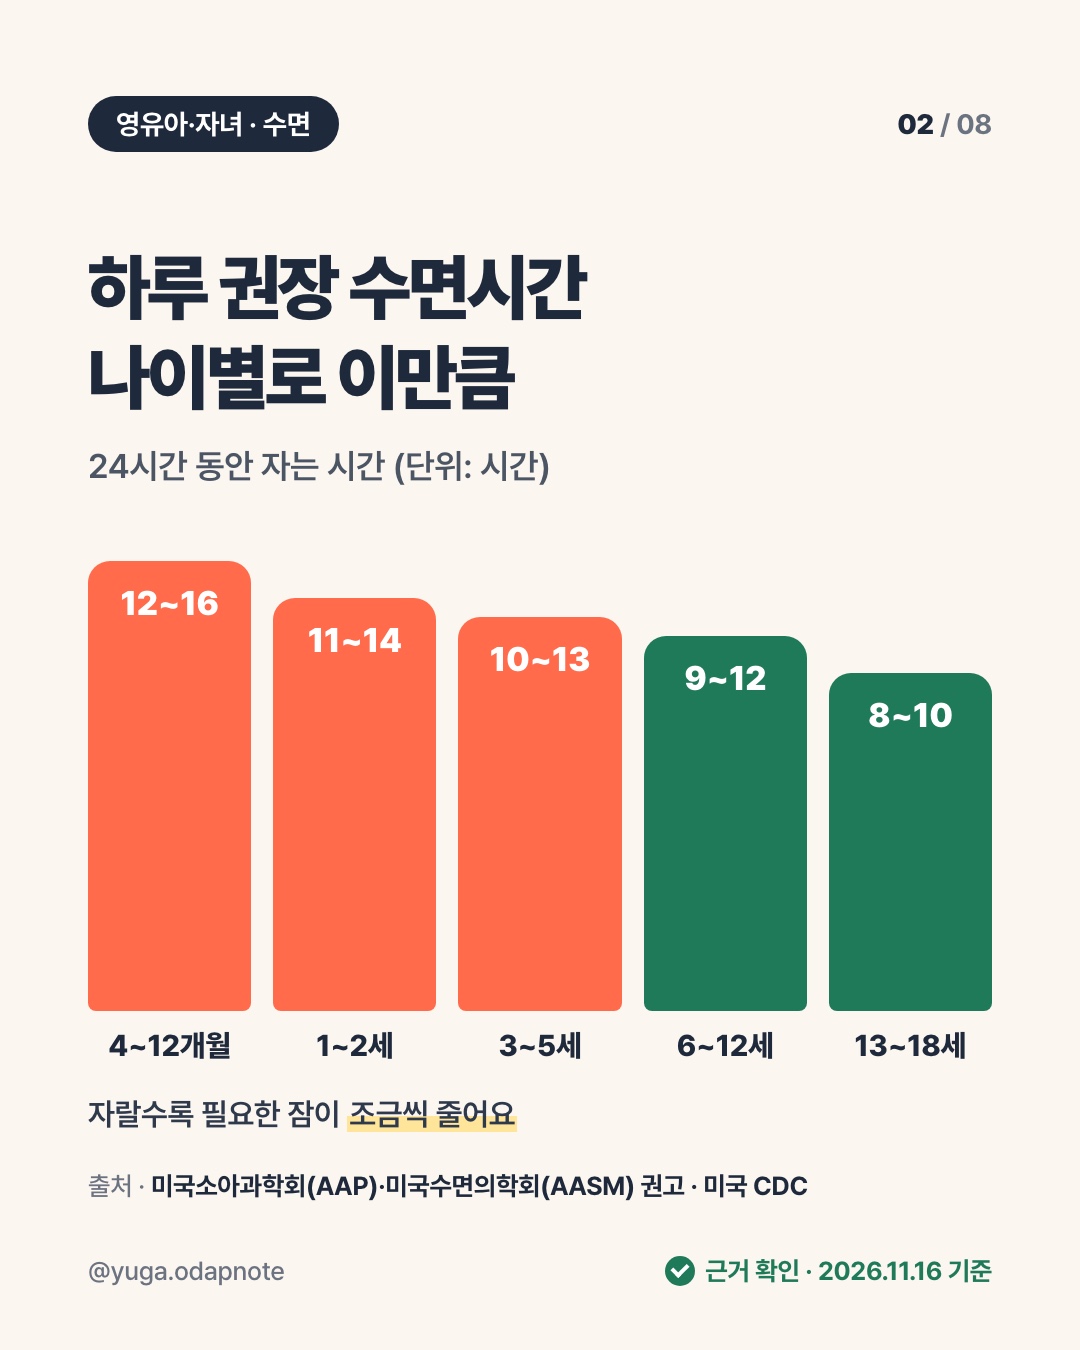 영유아·자녀 · 수면
02 / 08
하루 권장 수면시간
나이별로 이만큼
24시간 동안 자는 시간 (단위: 시간)
12~16
11~14
10~13
9~12
8~10
4~12개월
1~2세
3~5세
6~12세
13~18세
자랄수록 필요한 잠이 조금씩 줄어요
출처 · 미국소아과학회(AAP)·미국수면의학회(AASM) 권고 · 미국 CDC
@yuga.odapnote
근거 확인 · 2026.11.16 기준